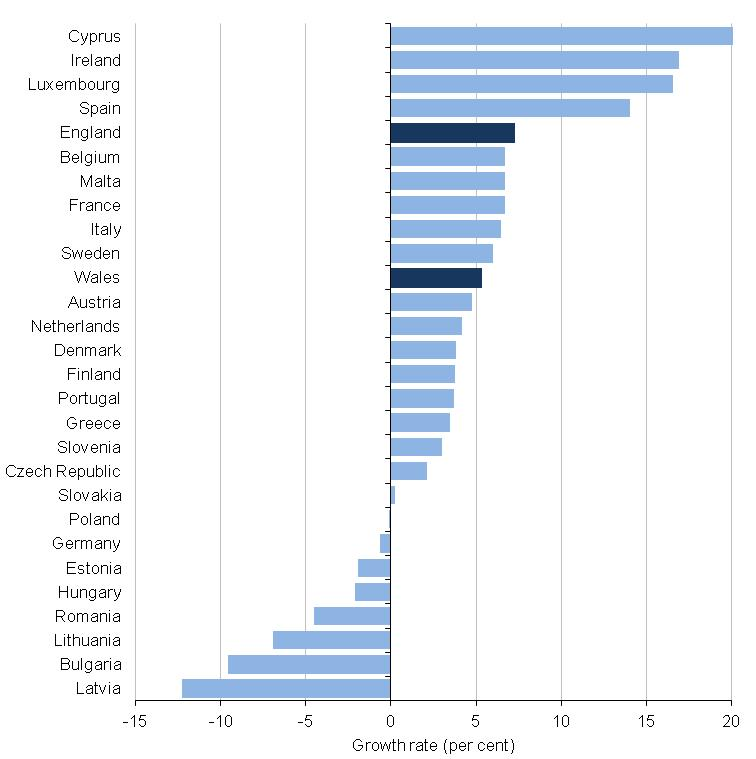 Cyprus
Ireland
Luxembourg
Spain
England
Belgium
Malta
France
Italy
Sweden
Wales
Austria
Netherlands
Denmark
Finland
Portugal
Greece
Slovenia
Czech Republic
Slovakia
Poland
Germany
Estonia
Hungary
Romania
Lithuania
Bulgaria
Latvia
-15 -10 -5 0 5 10 15 20
Growth rate (per cent)